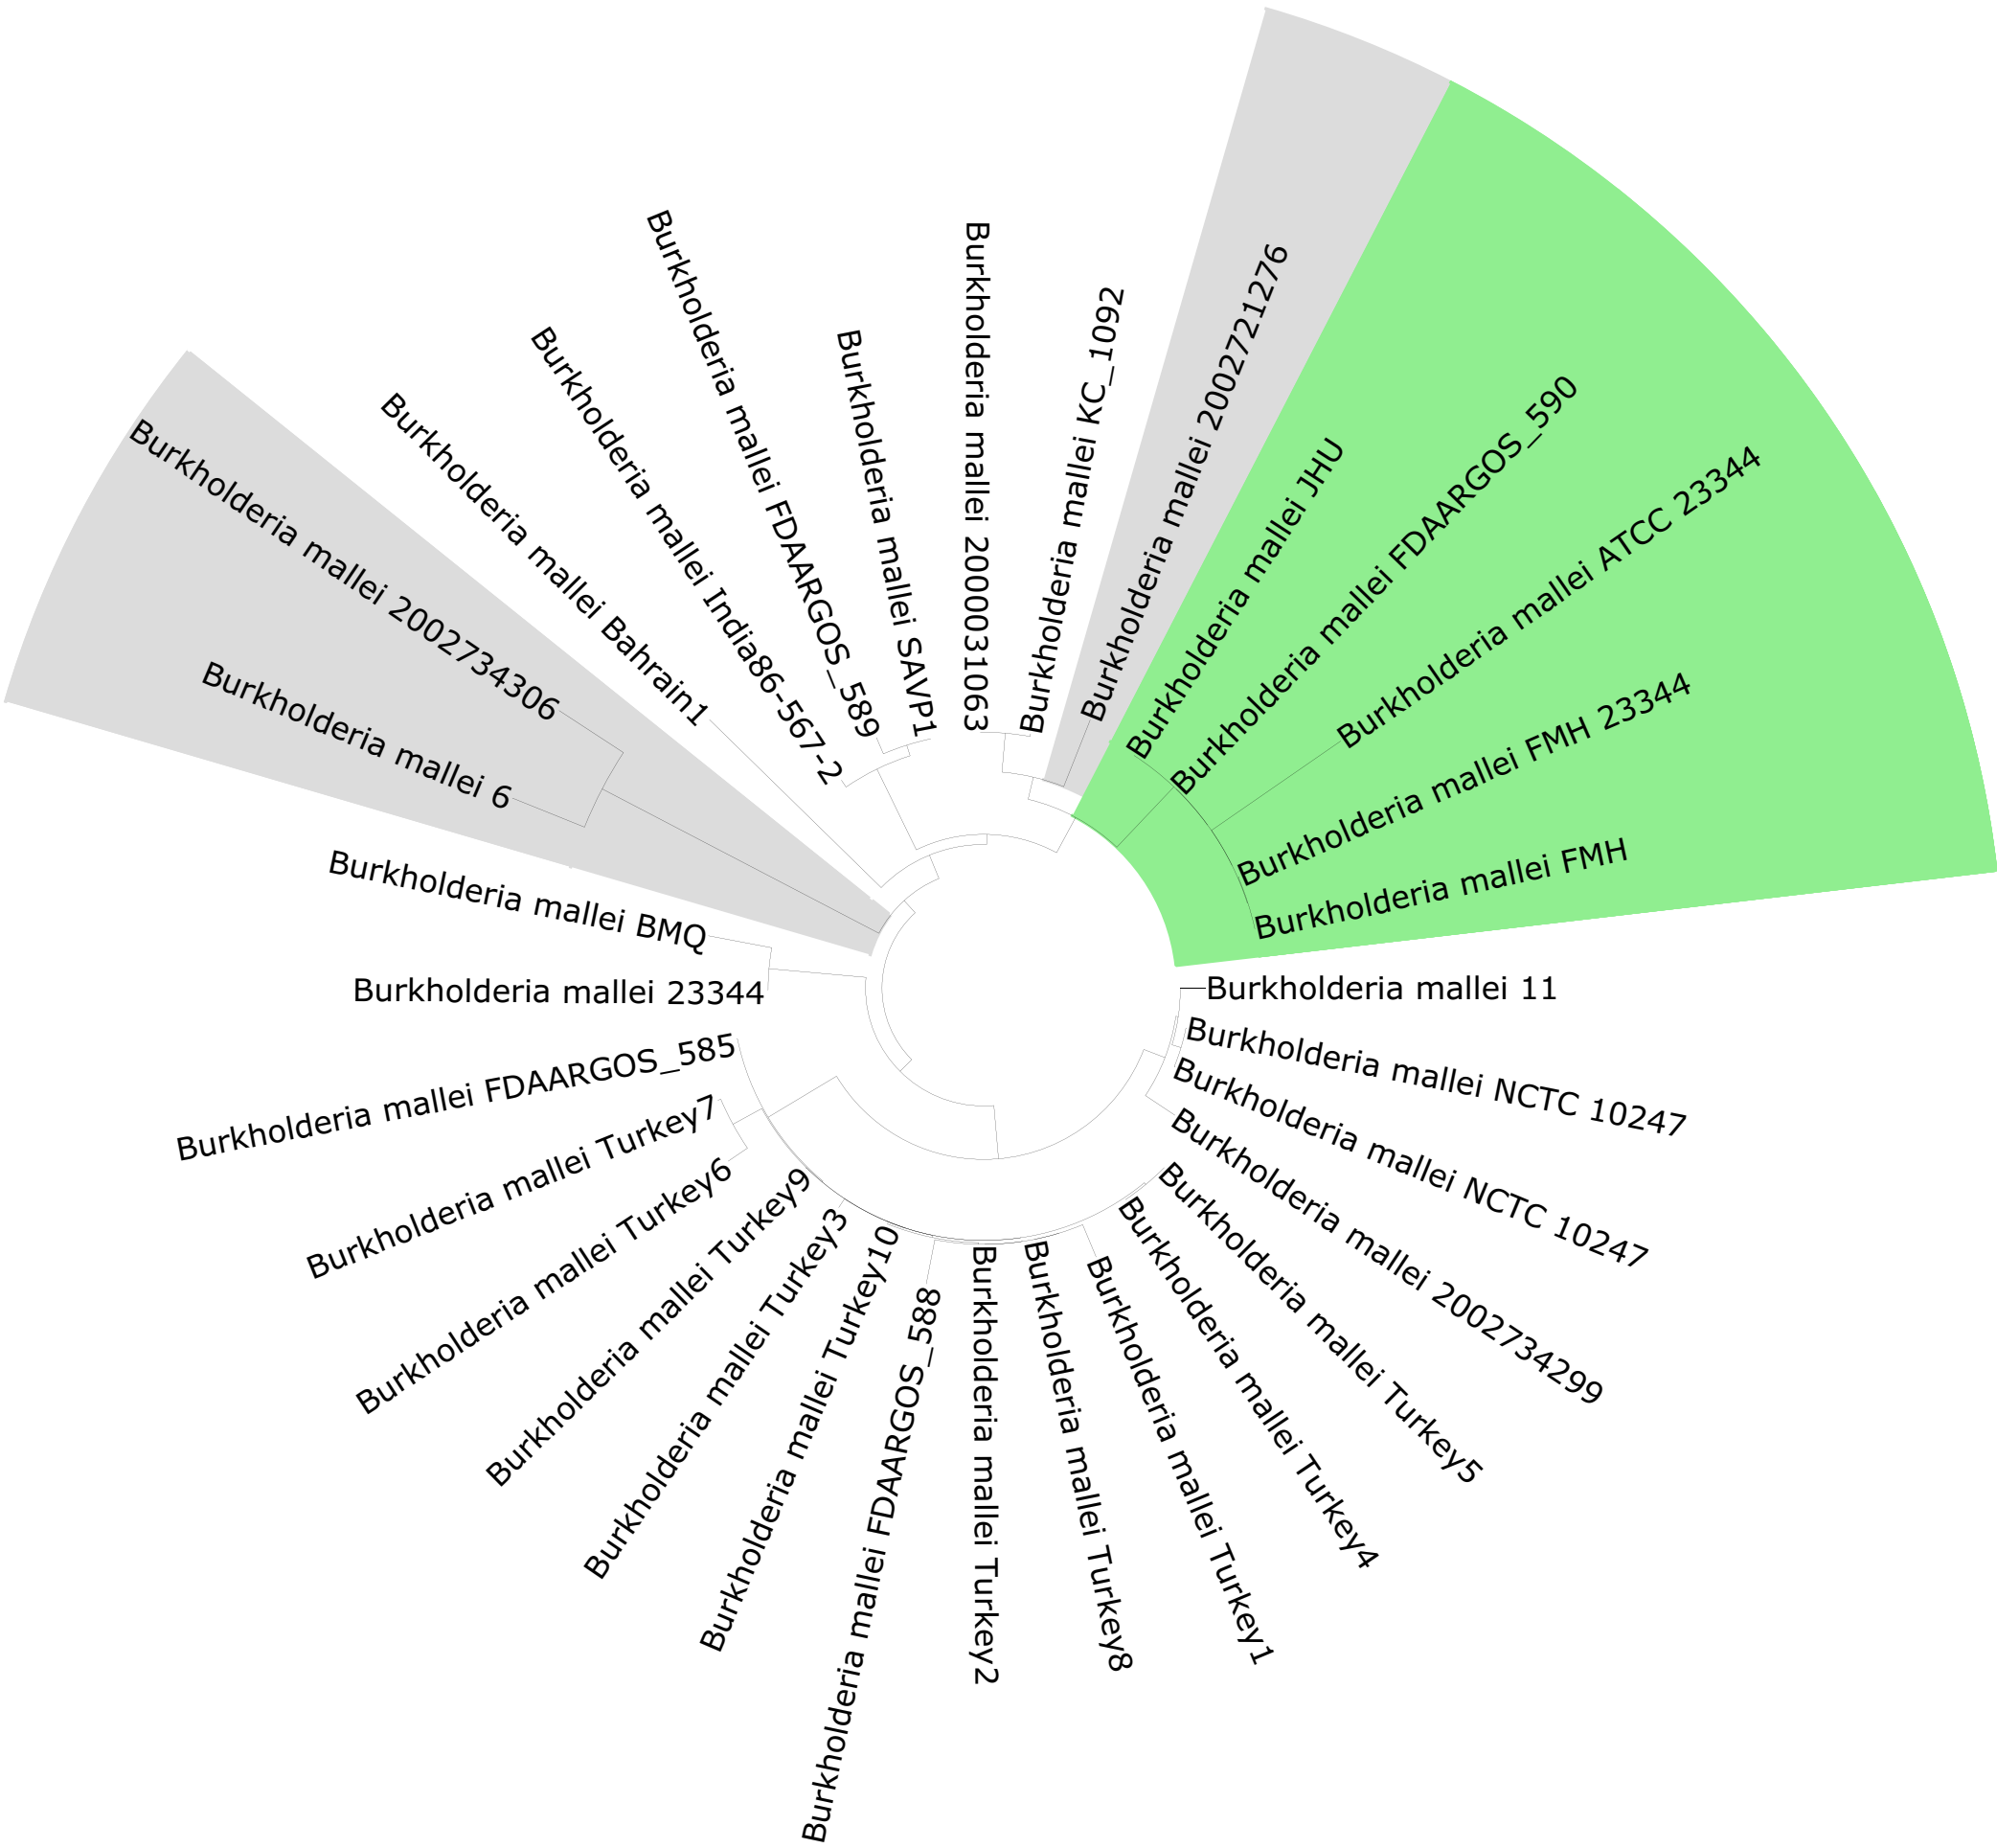 Burkholderia mallei 2000031063
Burkholderia mallei KC_1092
Burkholderia mallei 2002721276
Burkholderia mallei JHU
Burkholderia mallei FDAARGOS_590
Burkholderia mallei ATCC 23344
Burkholderia mallei FMH 23344
Burkholderia mallei FMH
Burkholderia mallei 11
Burkholderia mallei NCTC 10247
Burkholderia mallei NCTC 10247
Burkholderia mallei 2002734299
Burkholderia mallei Turkey5
Burkholderia mallei Turkey4
Burkholderia mallei Turkey1
Burkholderia mallei Turkey8
Burkholderia mallei Turkey2
Burkholderia mallei FDAARGOS_588
Burkholderia mallei Turkey10
Burkholderia mallei Turkey3
Burkholderia mallei Turkey9
Burkholderia mallei Turkey6
Burkholderia mallei Turkey7
Burkholderia mallei FDAARGOS_585
Burkholderia mallei 23344
Burkholderia mallei BMQ
Burkholderia mallei 6
Burkholderia mallei 2002734306
Burkholderia mallei Bahrain1
Burkholderia mallei India86-567-2
Burkholderia mallei FDAARGOS_589
Burkholderia mallei SAVP1